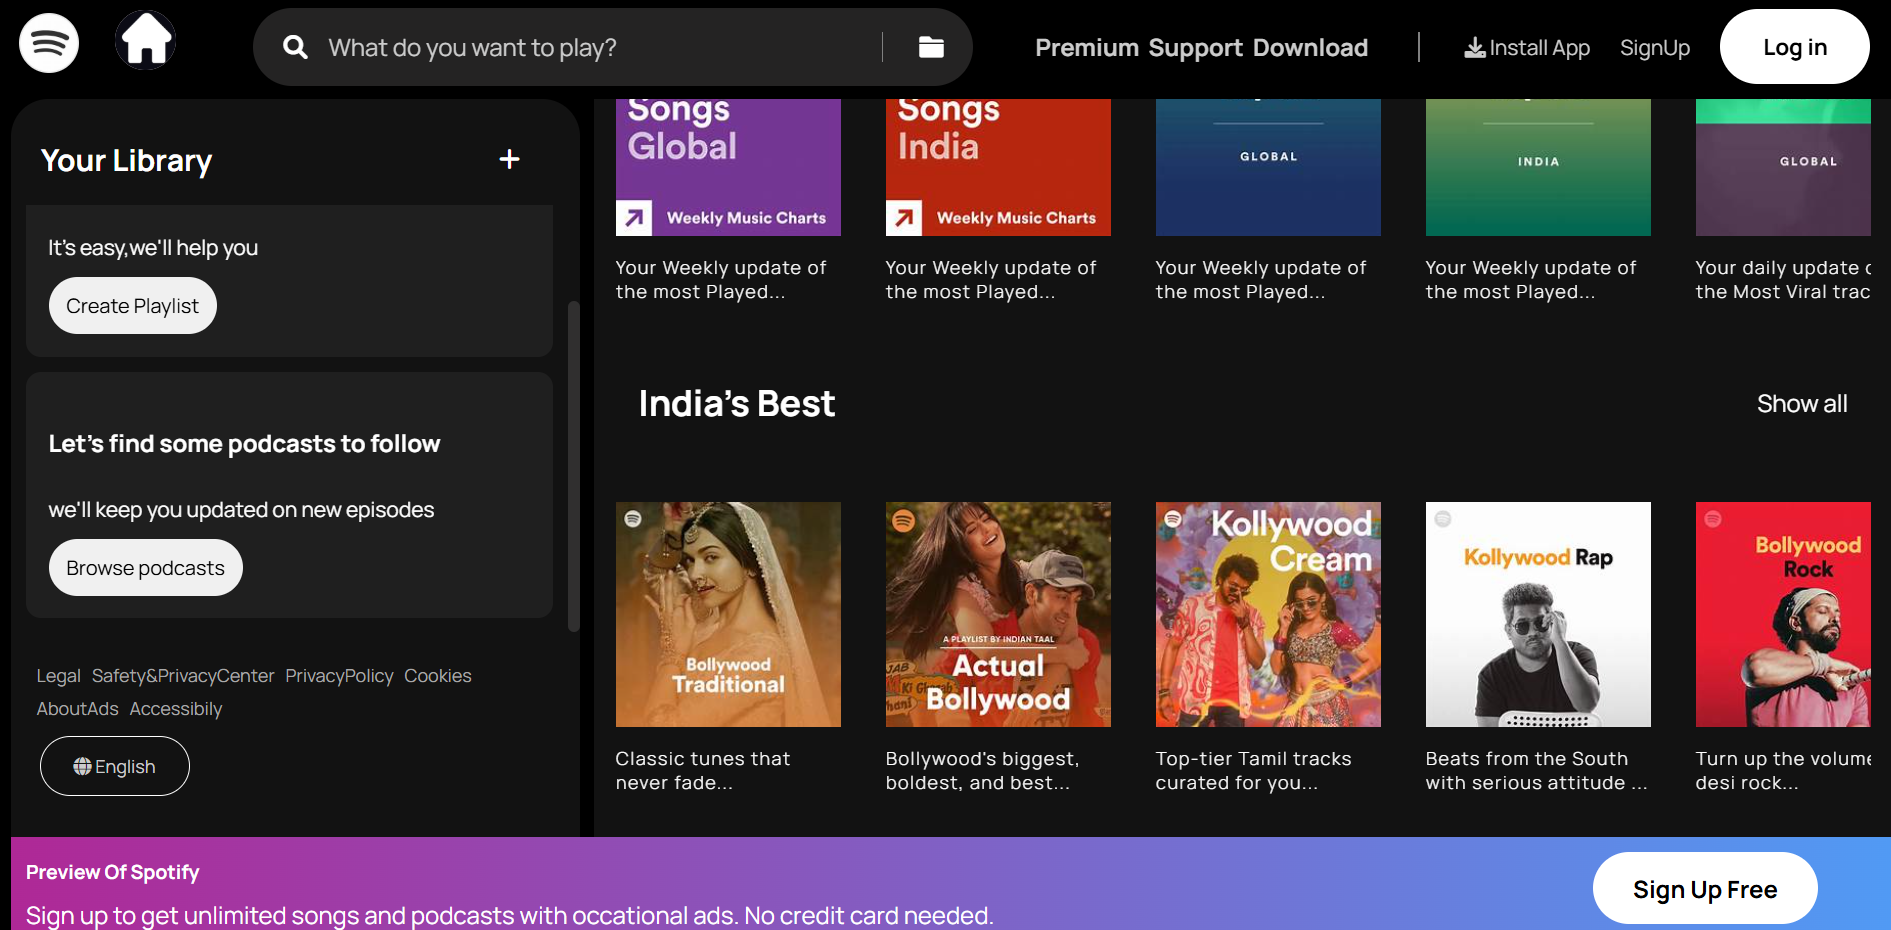 What do you want to play?
Premium Support Download
Install App
SignUp
Log in
Your Library
It's easy,we'll help you
Create Playlist
Let's find some podcasts to follow
we'll keep you updated on new episodes
Browse podcasts
Legal Safety&PrivacyCenter PrivacyPolicy Cookies
AboutAds Accessibily
English
Songs
Global
Weekly Music Charts
Songs
India
Weekly Music Charts
GLOBAL
INDIA
GLOBAL
Your Weekly update of
the most Played...
Your Weekly update of
the most Played...
Your Weekly update of
the most Played...
Your Weekly update of
the most Played...
Your daily update
the Most Viral trac
India's Best
Show all
Bollywood
Traditional
A PLAYLIST BY INDIAN TAAL
Actual
Bollywood
Kollywood
Cream
Kollywood Rap
Bollywood
Rock
Classic tunes that
never fade...
Bollywood's biggest,
boldest, and best...
Top-tier Tamil tracks
curated for you...
Beats from the South
with serious attitude ...
Turn up the volume
desi rock...
Preview Of Spotify
Sign up to get unlimited songs and podcasts with occational ads. No credit card needed.
Sign Up Free